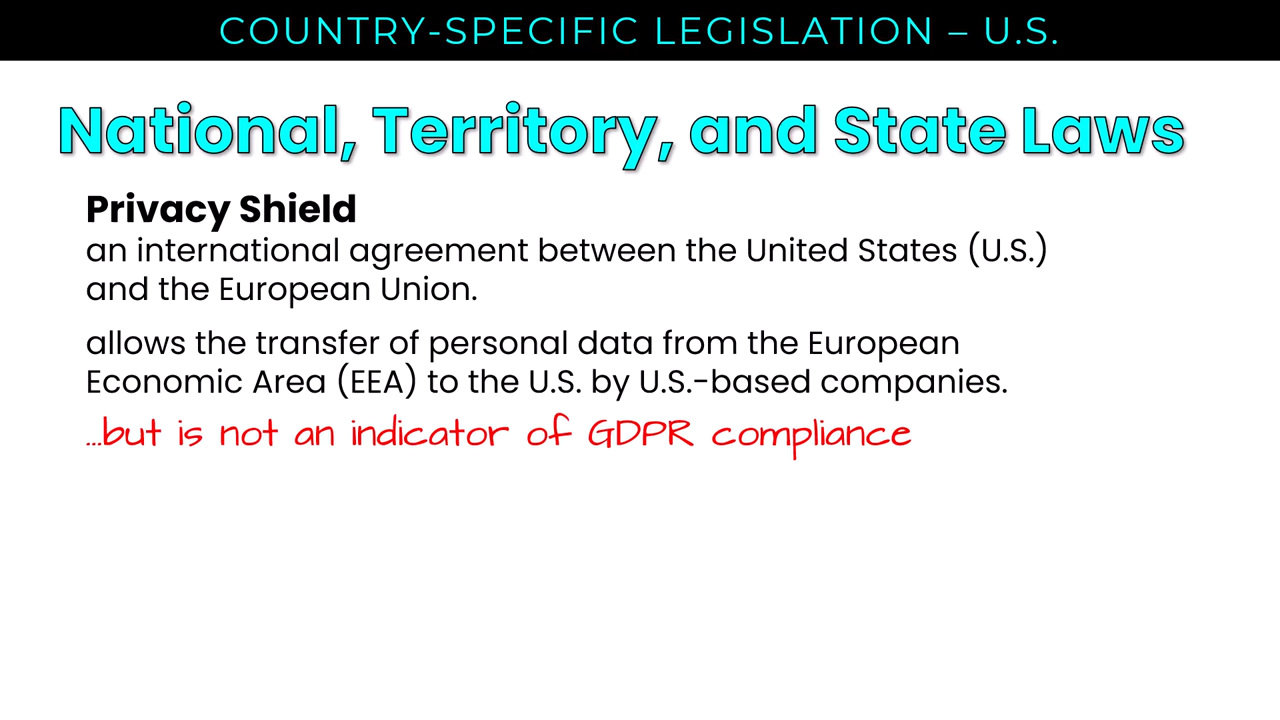 COUNTRY-SPECIFIC LEGISLATION – U.S.
National, Territory, and State Laws
Privacy Shield
an international agreement between the United States (U.S.)
and the European Union.
allows the transfer of personal data from the European
Economic Area (EEA) to the U.S. by U.S.-based companies.
...but is not an indicator of GDPR compliance